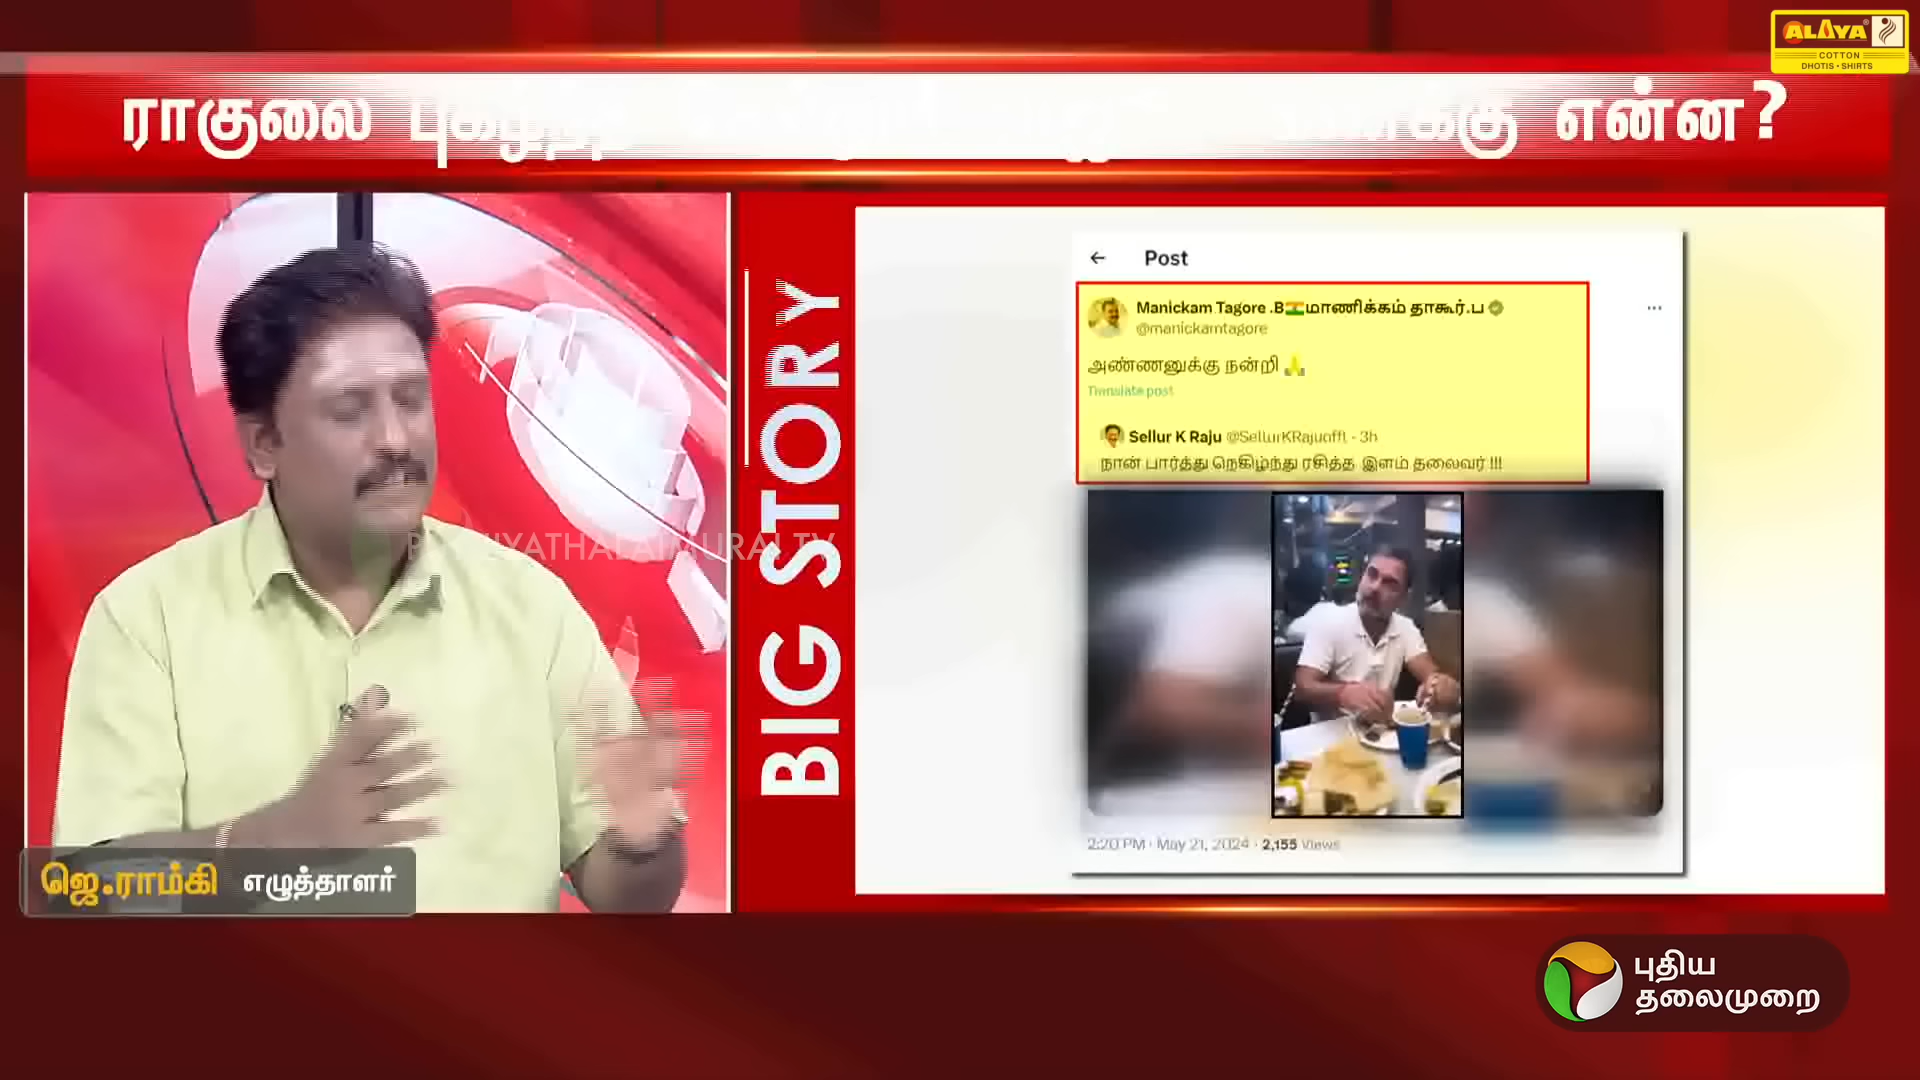 ALAYA
COTTON
DHOTIS • SHIRTS
ராகுலை என்ன?
BIG STORY
← Post
Manickam Tagore .B🇮🇳மாணிக்கம் தாகூர்.ப
@manickamtagore
அண்ணனுக்கு நன்றி 🙏
Translate post
Sellur K Raju @SellurKRajuoffl - 3h
நான் பார்த்து நெகிழ்ந்து ரசித்த இளம் தலைவர் !!!
2:20 PM · May 21, 2024 · 2,155 Views
ஜெ.ராம்கி எழுத்தாளர்
புதிய
தலைமுறை